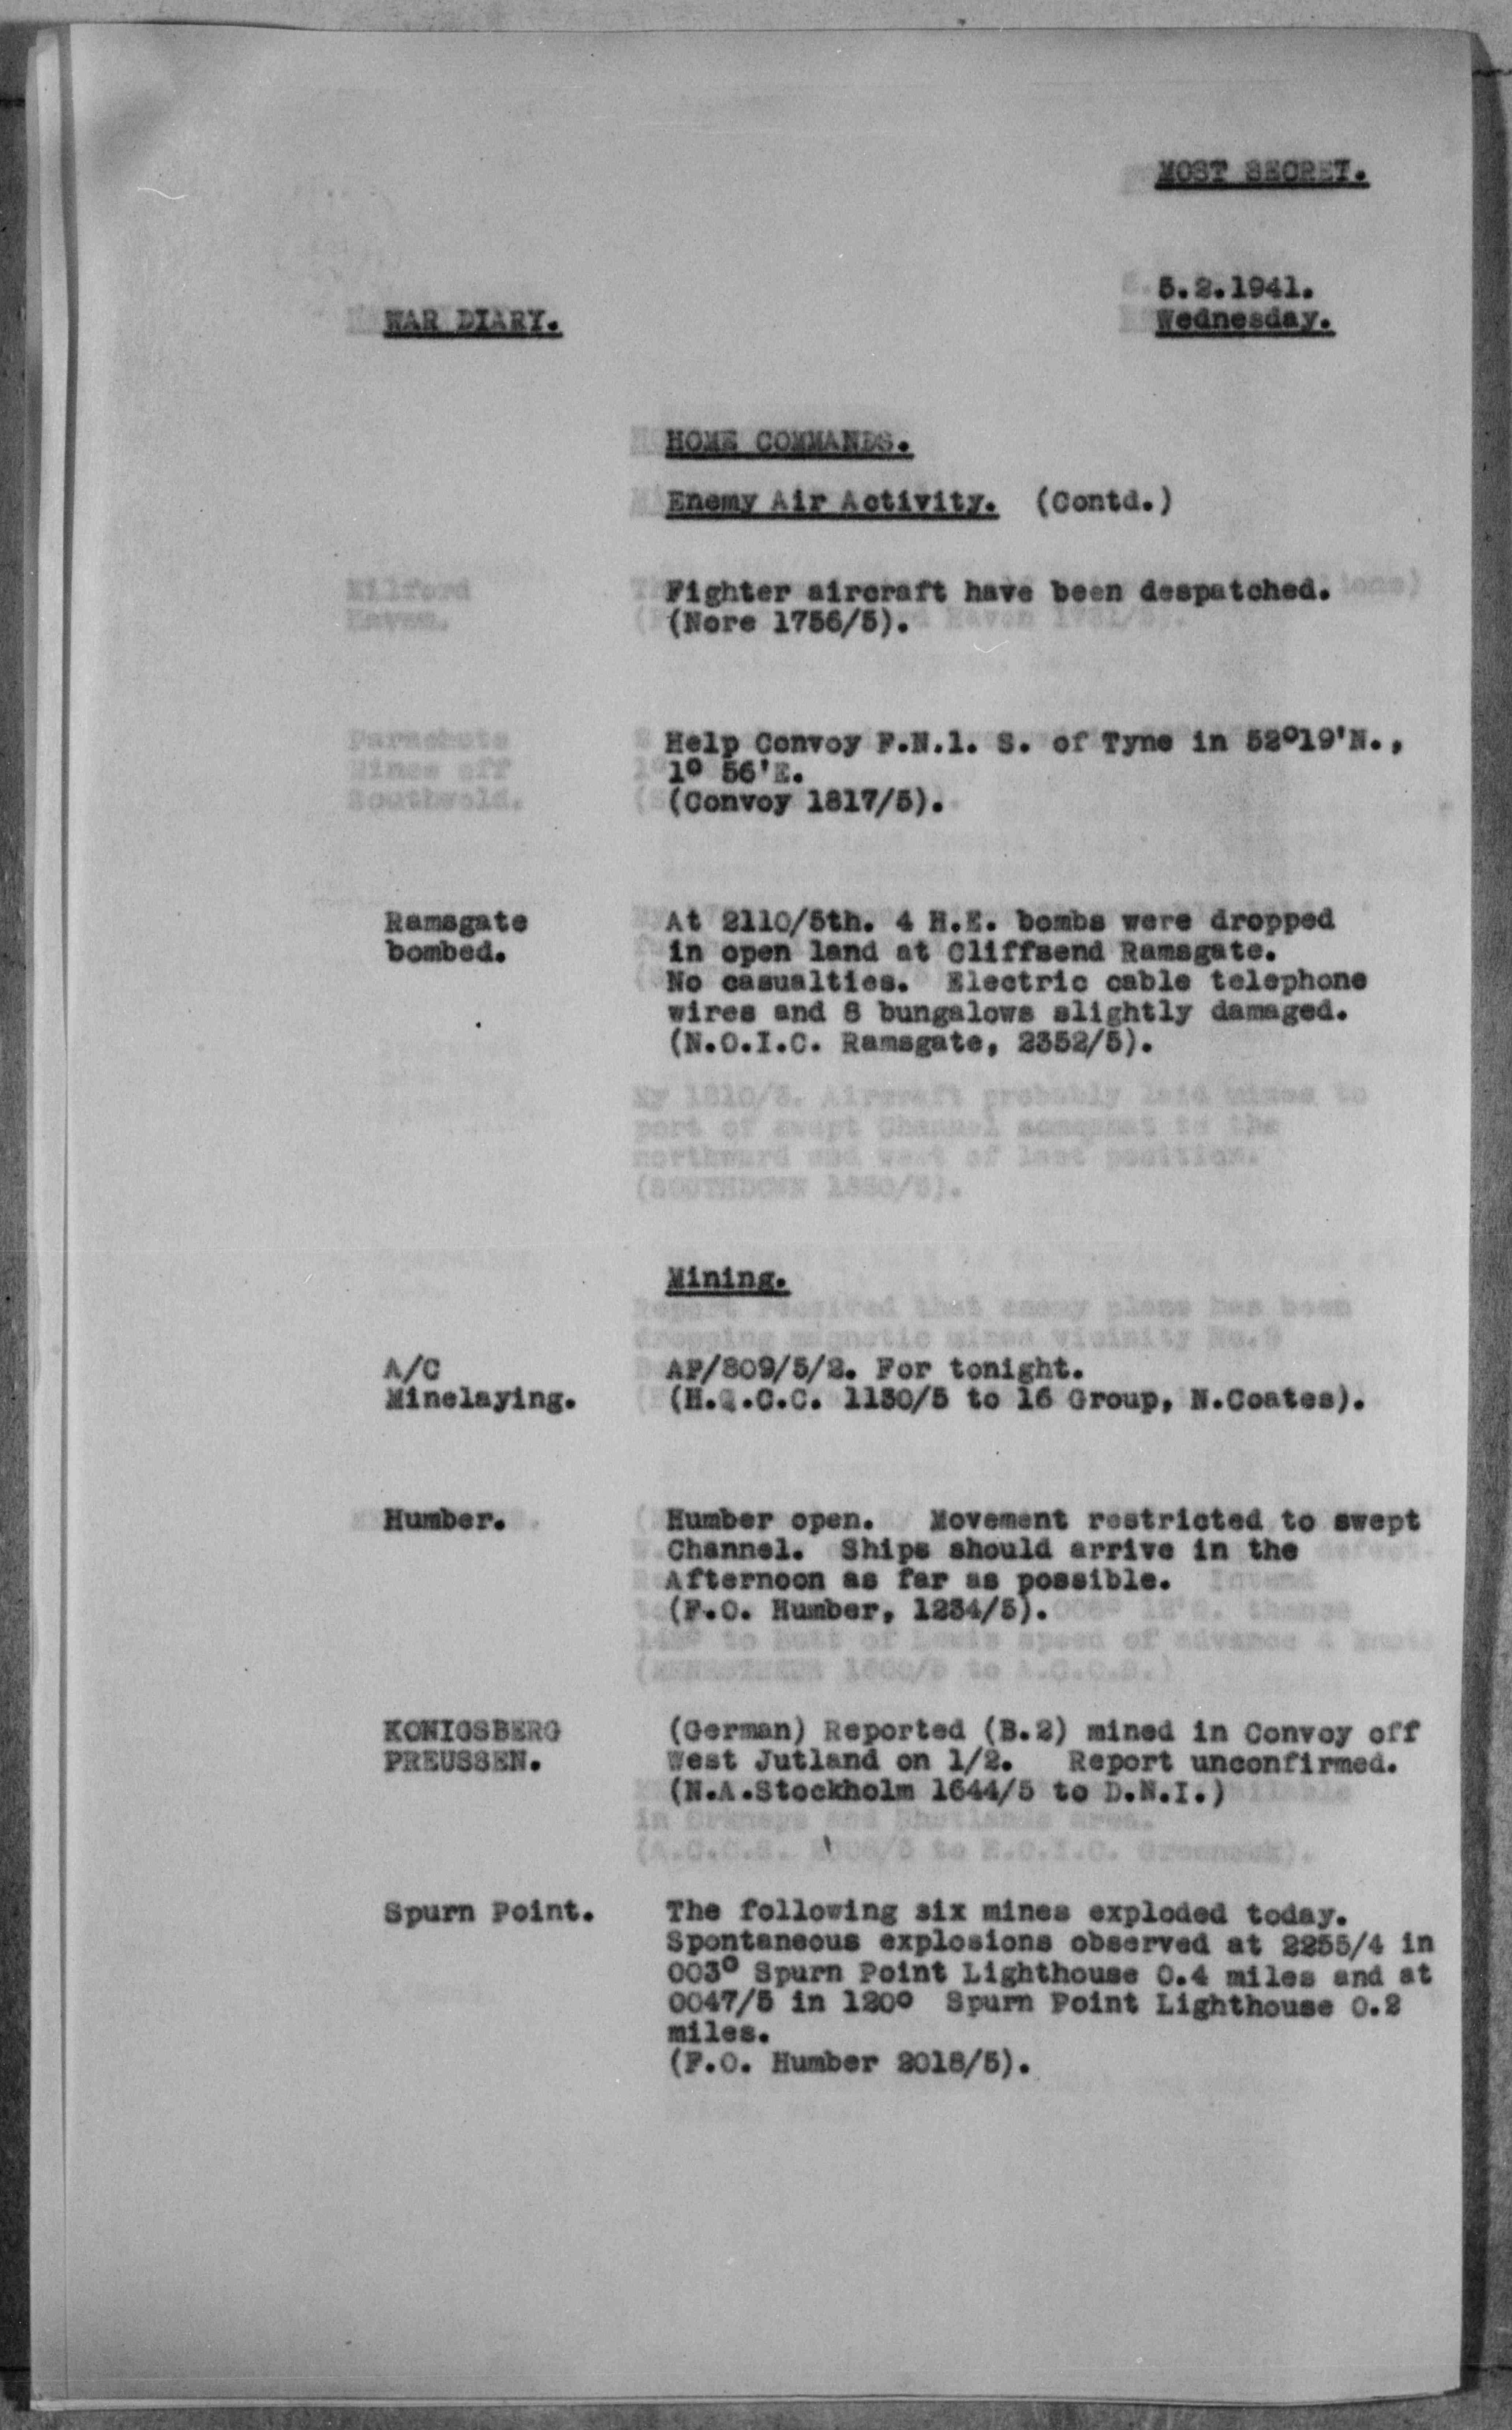 MOST SECRET.
5.2.1941.
WAR DIARY.
Wednesday.
HOME COMMANDS.
Enemy Air Activity. (Contd.)
Fighter aircraft have been despatched.
(Nore 1756/5).
Help Convoy F.N.1. S. of Tyne in 52°19'N.,
1° 56'E.
(Convoy 1817/5).
Ramsgate
bombed.
At 2110/5th. 4 H.E. bombs were dropped
in open land at Cliffsend Ramsgate.
No casualties. Electric cable telephone
wires and 8 bungalows slightly damaged.
(N.O.I.C. Ramsgate, 2352/5).
Mining.
A/C
Minelaying.
AP/809/5/2. For tonight.
(H.Q.C.C. 1130/5 to 16 Group, N.Coates).
Humber.
Humber open. Movement restricted to swept
Channel. Ships should arrive in the
Afternoon as far as possible.
(F.O. Humber, 1234/5).
KONIGSBERG
PREUSSEN.
(German) Reported (B.2) mined in Convoy off
West Jutland on 1/2. Report unconfirmed.
(N.A.Stockholm 1644/5 to D.N.I.)
Spurn Point.
The following six mines exploded today.
Spontaneous explosions observed at 2255/4 in
003° Spurn Point Lighthouse 0.4 miles and at
0047/5 in 120° Spurn Point Lighthouse 0.2
miles.
(F.O. Humber 2018/5).